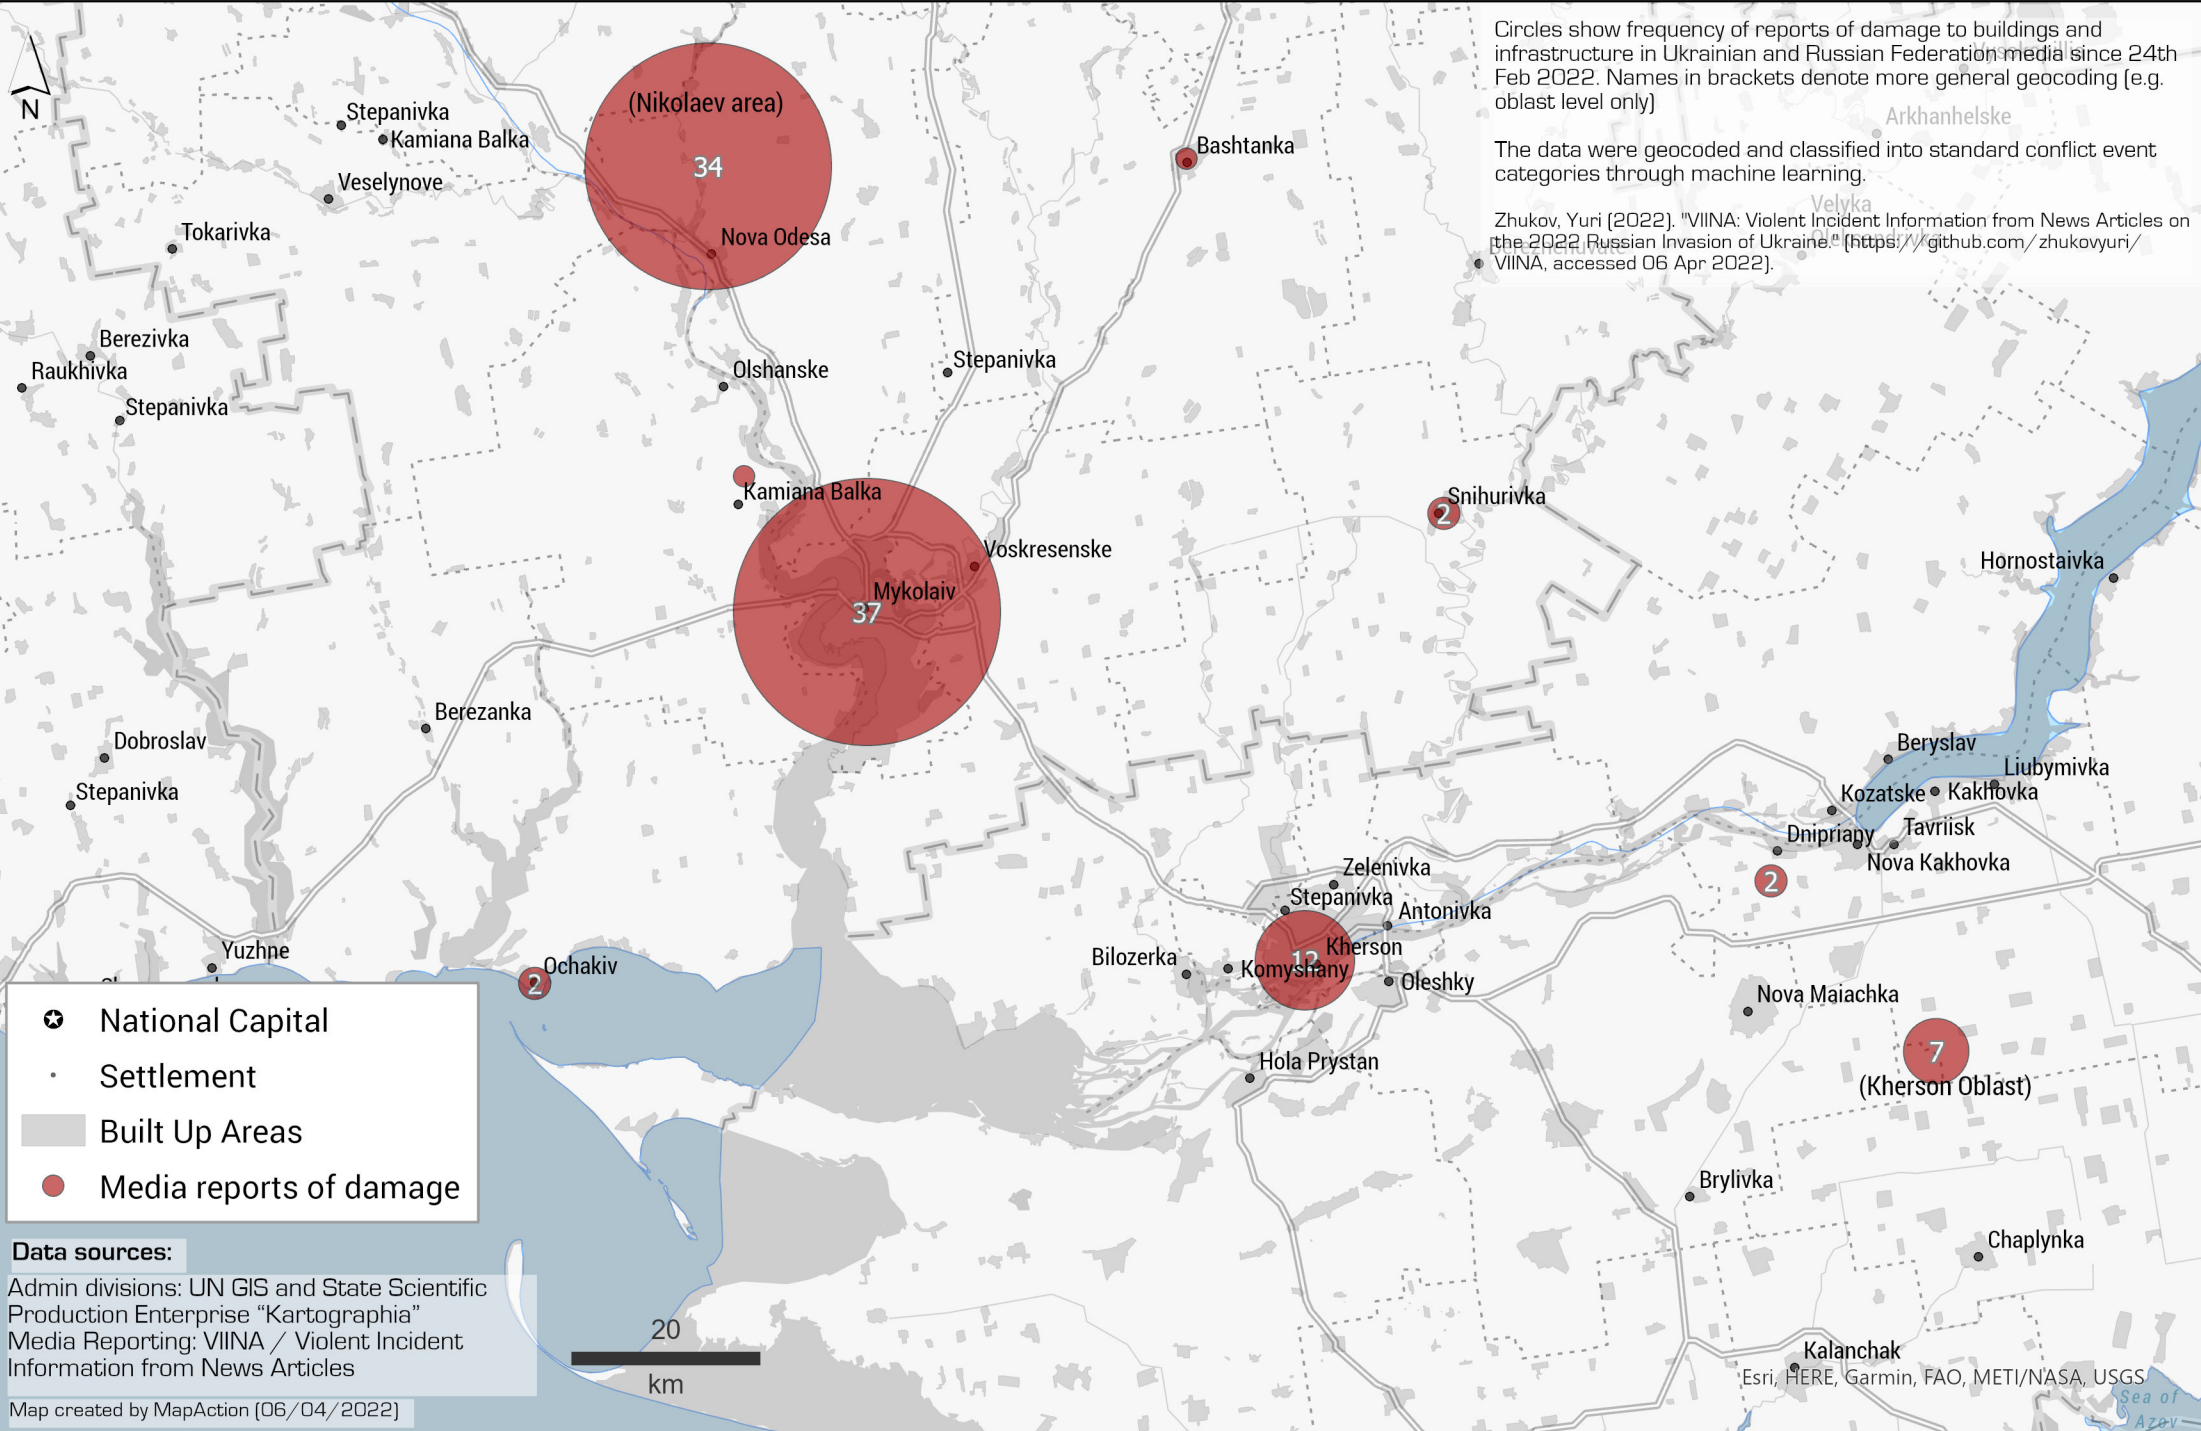 Circles show frequency of reports of damage to buildings and
infrastructure in Ukrainian and Russian Federation media since 24th
Feb 2022. Names in brackets denote more general geocoding (e.g.
oblast level only)
The data were geocoded and classified into standard conflict event
categories through machine learning.
Zhukov, Yuri (2022). "VIINA: Violent Incident Information from News Articles on
the 2022 Russian Invasion of Ukraine." (https://github.com/zhukovyuri/
VIINA, accessed 06 Apr 2022).
Arkhanhelske
Velyka
N
(Nikolaev area)
34
Stepanivka
Kamiana Balka
Veselynove
Tokarivka
Nova Odesa
Bashtanka
Berezivka
Raukhivka
Stepanivka
Olshanske
Stepanivka
Kamiana Balka
Snihurivka
2
Voskresenske
Mykolaiv
37
Hornostaivka
Berezanka
Dobroslav
Stepanivka
Beryslav
Liubymivka
Kozatske
Kakhovka
Dnipriany
Tavriisk
Nova Kakhovka
2
Zelenivka
Stepanivka
Antonivka
Kherson
12
Bilozerka
Komyshany
Oleshky
Yuzhne
Ochakiv
2
Nova Maiachka
7
(Kherson Oblast)
Hola Prystan
Brylivka
Chaplynka
Kalanchak
National Capital
Settlement
Built Up Areas
Media reports of damage
Data sources:
Admin divisions: UN GIS and State Scientific
Production Enterprise “Kartographia”
Media Reporting: VIINA / Violent Incident
Information from News Articles
Map created by MapAction (06/04/2022)
20
km
Esri, HERE, Garmin, FAO, METI/NASA, USGS
Sea of
Azov